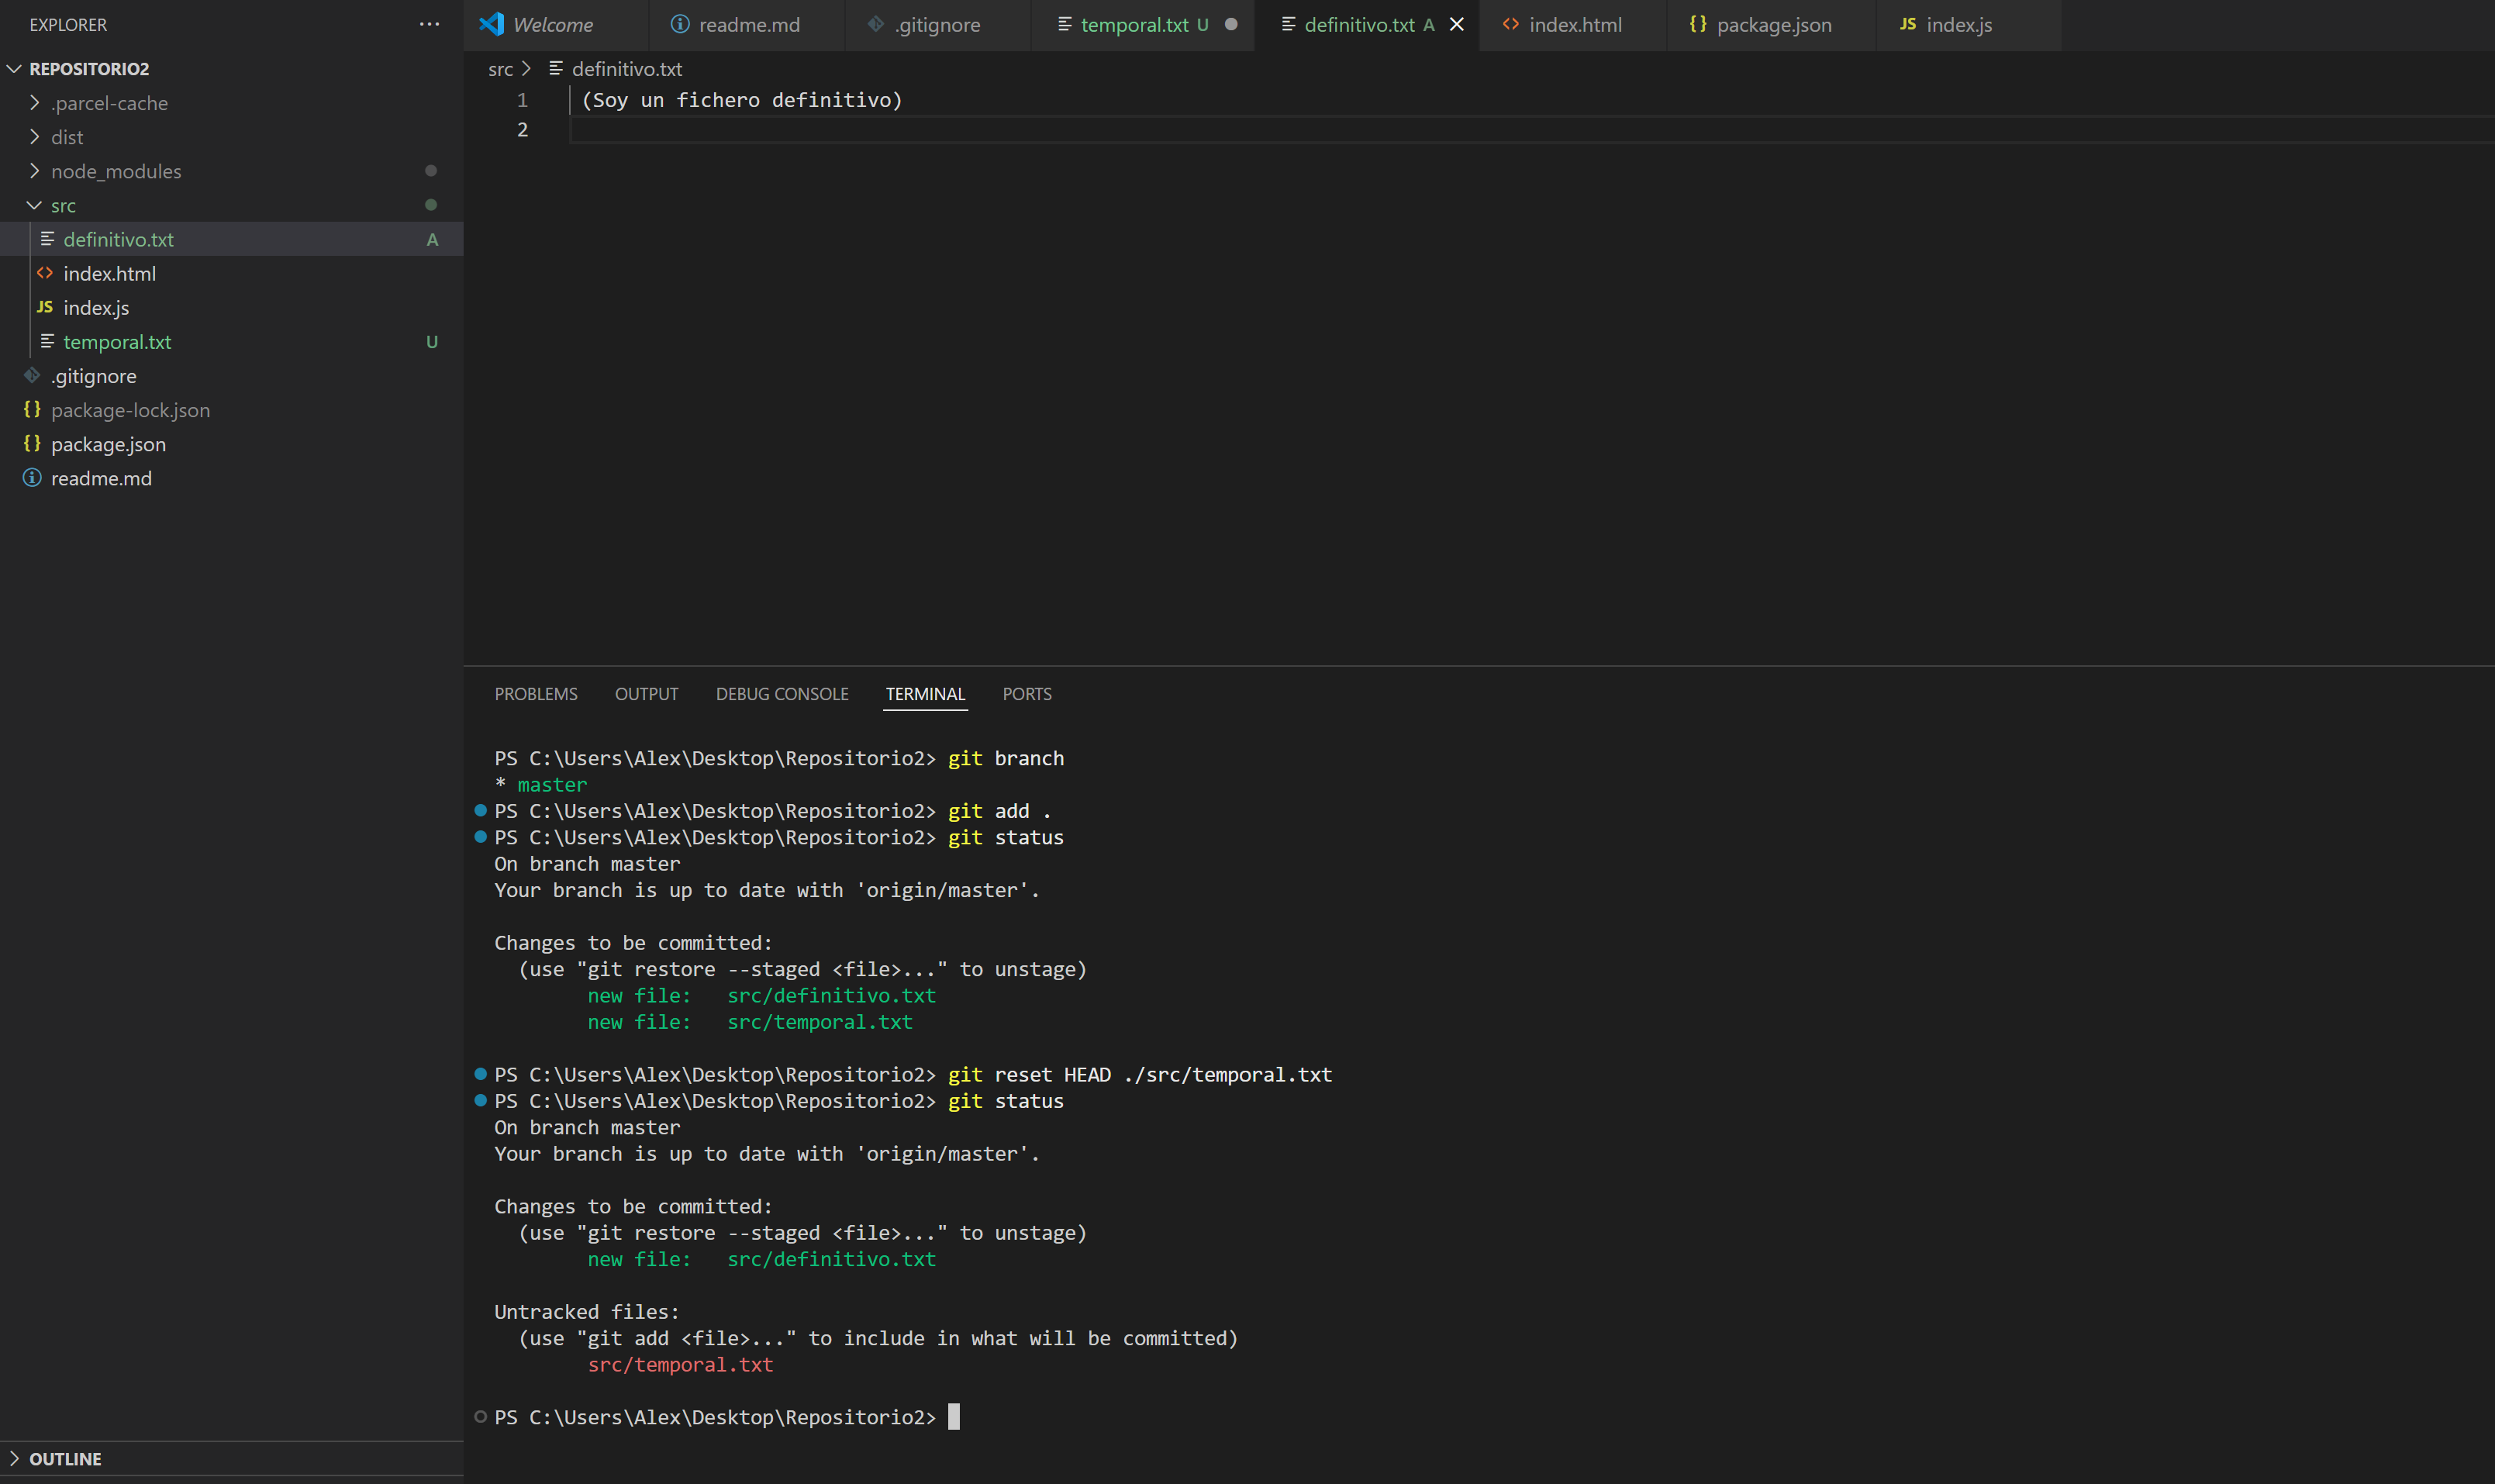 EXPLORER
REPOSITORIO2
.parcel-cache
dist
node_modules
src
definitivo.txt A
index.html
JS index.js
temporal.txt U
.gitignore
{} package-lock.json
{} package.json
readme.md
OUTLINE
Welcome readme.md .gitignore temporal.txt U definitivo.txt A index.html {} package.json JS index.js
src > definitivo.txt
1 (Soy un fichero definitivo)
2
PROBLEMS OUTPUT DEBUG CONSOLE TERMINAL PORTS
PS C:\Users\Alex\Desktop\Repositorio2> git branch
* master
PS C:\Users\Alex\Desktop\Repositorio2> git add .
PS C:\Users\Alex\Desktop\Repositorio2> git status
On branch master
Your branch is up to date with 'origin/master'.
Changes to be committed:
(use "git restore --staged <file>..." to unstage)
new file: src/definitivo.txt
new file: src/temporal.txt
PS C:\Users\Alex\Desktop\Repositorio2> git reset HEAD ./src/temporal.txt
PS C:\Users\Alex\Desktop\Repositorio2> git status
On branch master
Your branch is up to date with 'origin/master'.
Changes to be committed:
(use "git restore --staged <file>..." to unstage)
new file: src/definitivo.txt
Untracked files:
(use "git add <file>..." to include in what will be committed)
src/temporal.txt
PS C:\Users\Alex\Desktop\Repositorio2>